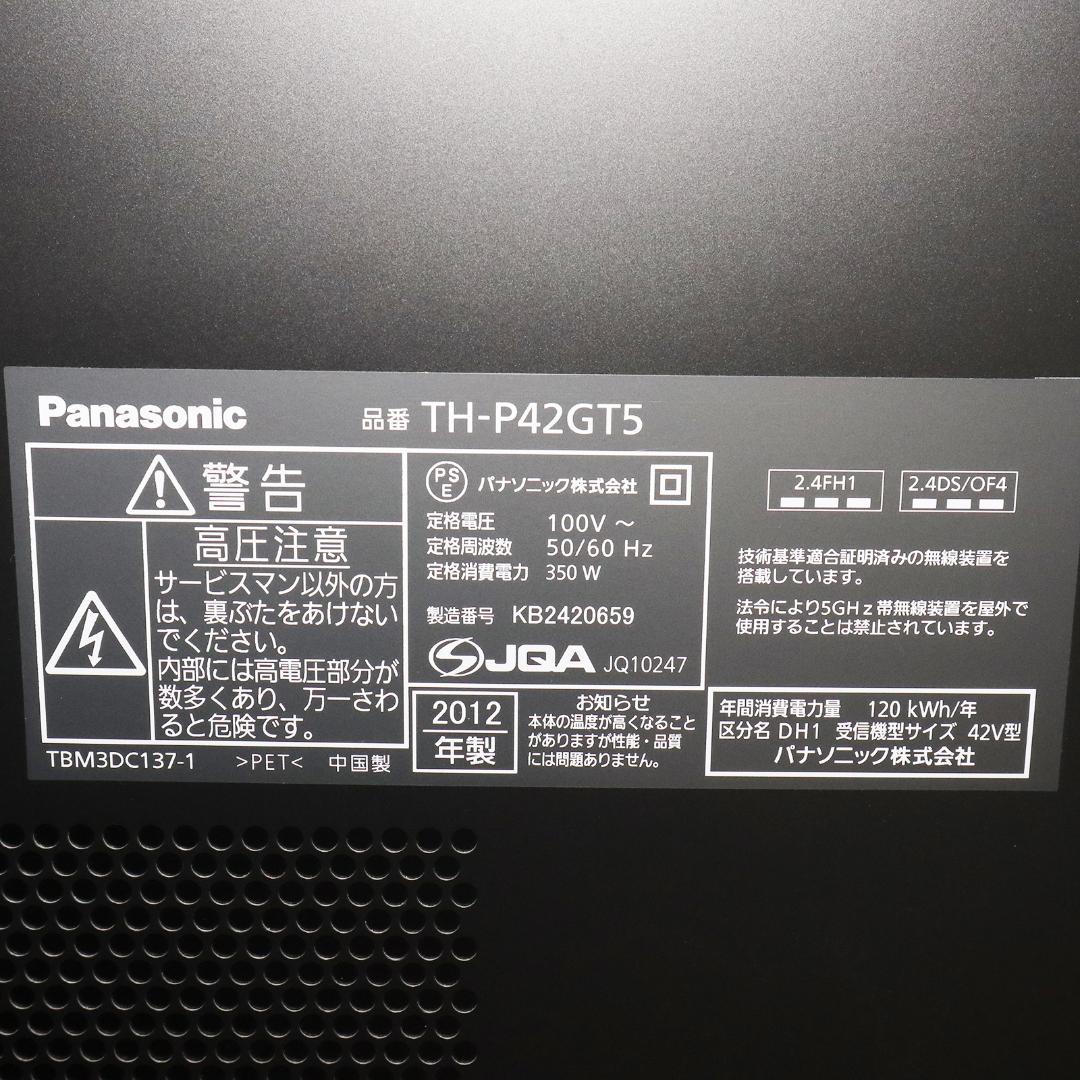 Panasonic 品番 TH-P42GT5
警告
高圧注意
サービスマン以外の方
は、裏ぶたをあけない
でください。
内部には高電圧部分が
数多くあり、万一さわ
ると危険です。
TBM3DC137-1 >PET< 中国製
PSE パナソニック株式会社
定格電圧 100V ～
定格周波数 50/60 Hz
定格消費電力 350 W
製造番号 KB2420659
JQA JQ10247
2012
年製
お知らせ
本体の温度が高くなること
がありますが性能・品質
には問題ありません。
2.4FH1 2.4DS/OF4
技術基準適合証明済みの無線装置を
搭載しています。
法令により5GHz帯無線装置を屋外で
使用することは禁止されています。
年間消費電力量 120 kWh/年
区分名 DH1 受信機型サイズ 42V型
パナソニック株式会社